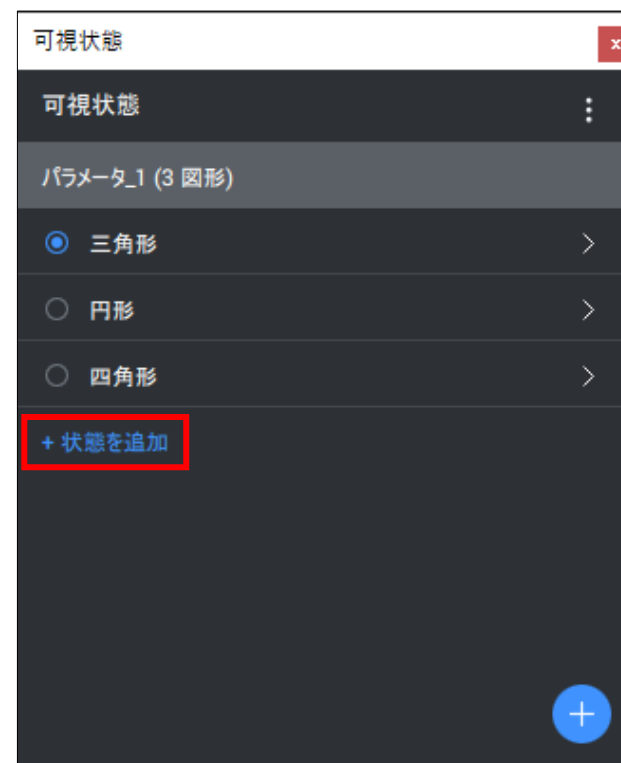 可視状態
x
可視状態
パラメータ_1 (3 図形)
三角形
円形
四角形
+ 状態を追加